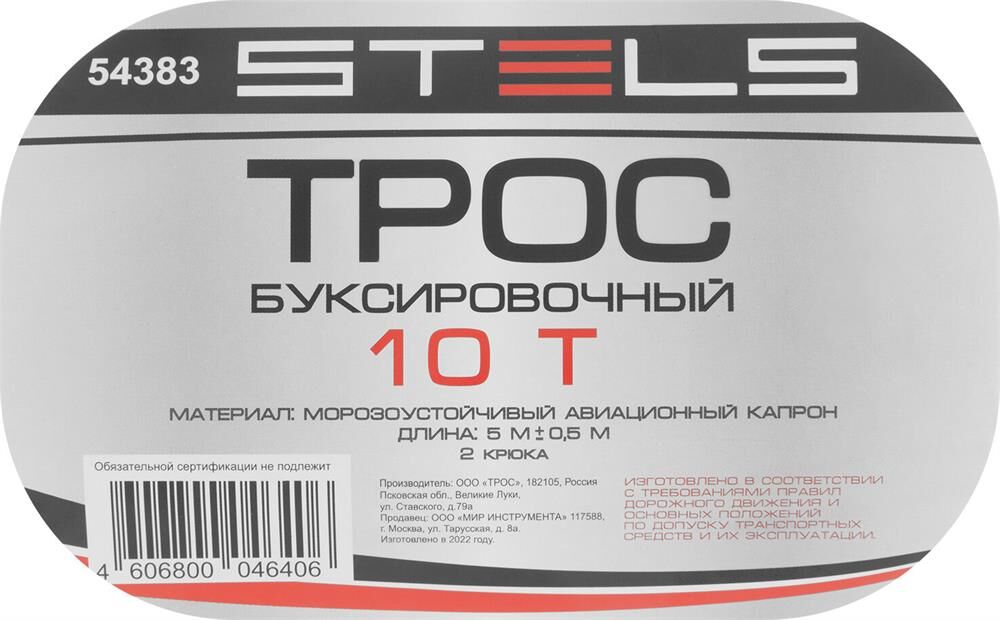 54383 STELS
ТРОС
БУКСИРОВОЧНЫЙ
10 Т
МАТЕРИАЛ: МОРОЗОУСТОЙЧИВЫЙ АВИАЦИОННЫЙ КАПРОН
ДЛИНА: 5 М±0,5 М
2 КРЮКА
Обязательной сертификации не подлежит
4 606800 046406
Производитель: ООО «ТРОС», 182105, Россия
Псковская обл., Великие Луки,
ул. Ставского, д.79а
Продавец: ООО «МИР ИНСТРУМЕНТА» 117588,
г. Москва, ул. Тарусская, д. 8а.
Изготовлено в 2022 году.
ИЗГОТОВЛЕНО В СООТВЕТСТВИИ
С ТРЕБОВАНИЯМИ ПРАВИЛ
ДОРОЖНОГО ДВИЖЕНИЯ И
ОСНОВНЫХ ПОЛОЖЕНИЙ
ПО ДОПУСКУ ТРАНСПОРТНЫХ
СРЕДСТВ И ИХ ЭКСПЛУАТАЦИИ.